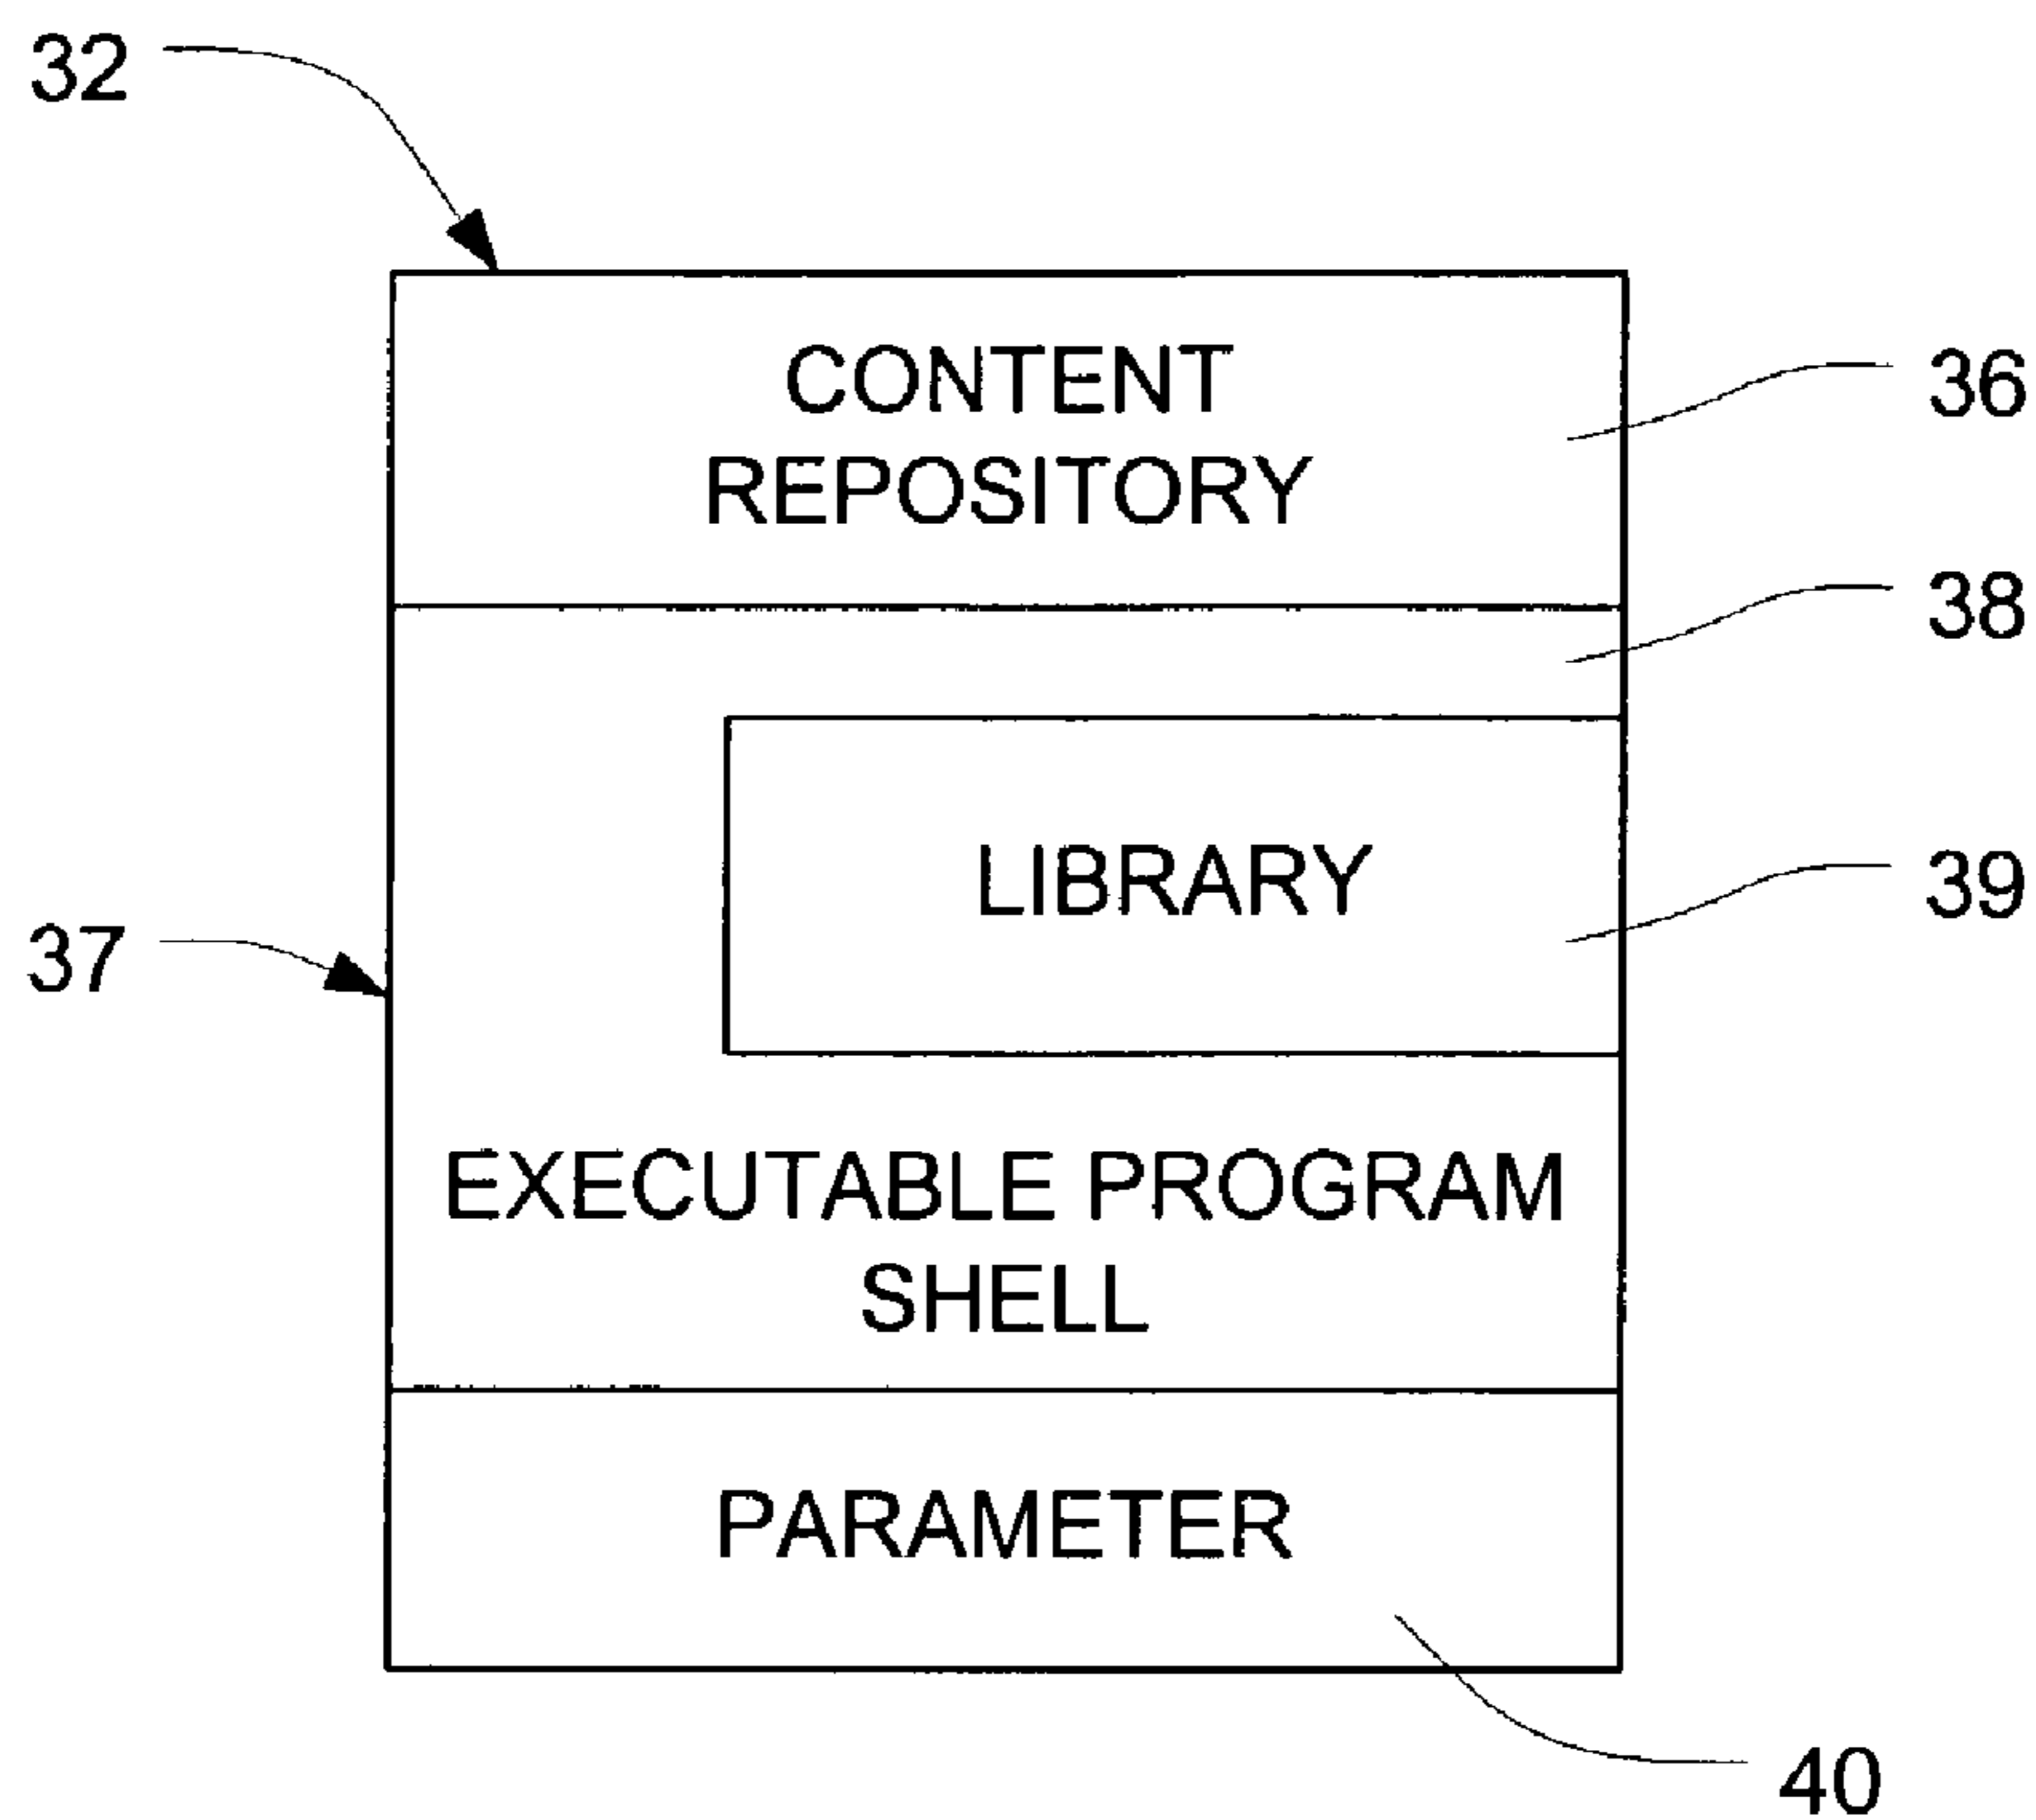 32
CONTENT
REPOSITORY
36
38
LIBRARY
39
37
EXECUTABLE PROGRAM
SHELL
PARAMETER
40